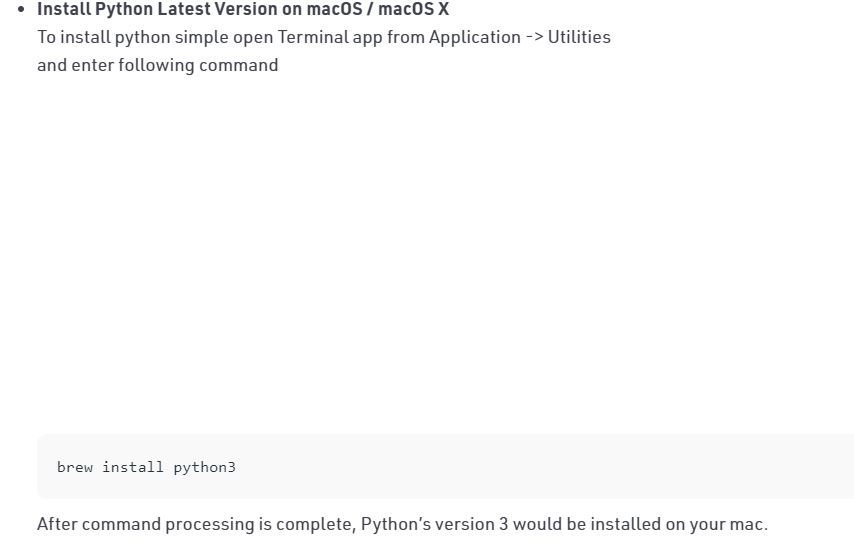 Install Python Latest Version on macOS / macOS X
To install python simple open Terminal app from Application -> Utilities
and enter following command
brew install python3
After command processing is complete, Python’s version 3 would be installed on your mac.